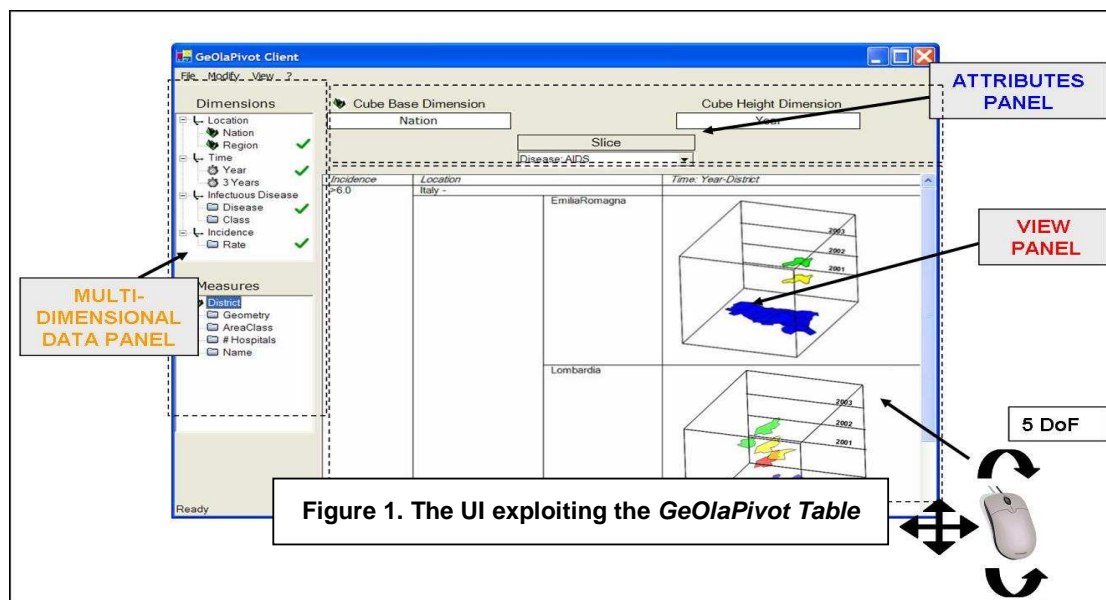 GeOlaPivot Client
File Modify View ?
ATTRIBUTES
PANEL
Dimensions
Location
Nation
Region
Time
Year
3 Years
Infectuous Disease
Disease
Class
Incidence
Rate
Cube Base Dimension
Nation
Cube Height Dimension
Year
Slice
Disease: AIDS
Incidence
Location
Time: Year-District
>6.0
Italy -
EmiliaRomagna
2003
2002
2001
VIEW
PANEL
MULTI-
DIMENSIONAL
DATA PANEL
Measures
District
Geometry
AreaClass
# Hospitals
Name
Lombardia
2003
2002
2001
5 DoF
Ready
Figure 1. The UI exploiting the GeOlaPivot Table